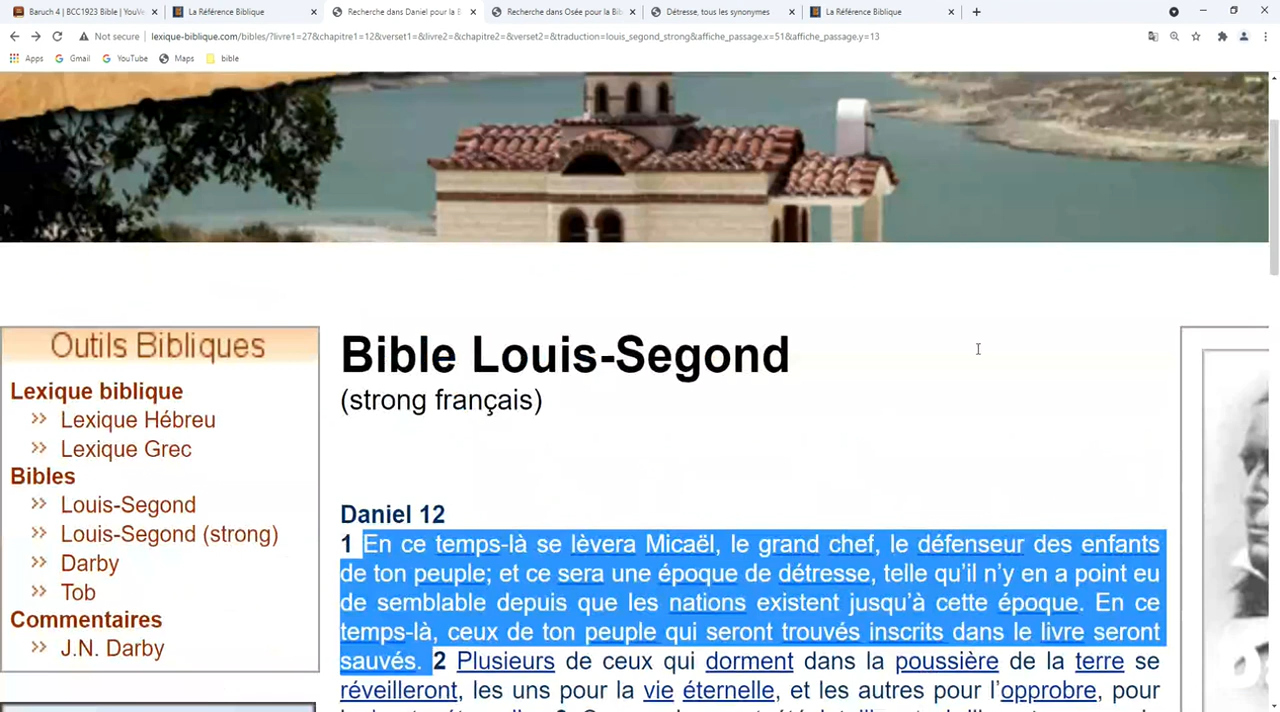 Baruch 4 | BCC1923 Bible | YouV
La Référence Biblique
Recherche dans Daniel pour la B
Recherche dans Osée pour la Bib
Détresse, tous les synonymes
La Référence Biblique
Not secure
lexique-biblique.com/bibles/?livre1=27&chapitre1=12&verset1=&livre2=&chapitre2=&verset2=&traduction=louis_segond_strong&affiche_passage.x=51&affiche_passage.y=13
Apps Gmail YouTube Maps bible
Outils Bibliques
Lexique biblique
Lexique Hébreu
Lexique Grec
Bibles
Louis-Segond
Louis-Segond (strong)
Darby
Tob
Commentaires
J.N. Darby
Bible Louis-Segond
(strong français)
Daniel 12
1 En ce temps-là se lèvera Micaël, le grand chef, le défenseur des enfants
de ton peuple; et ce sera une époque de détresse, telle qu'il n'y en a point eu
de semblable depuis que les nations existent jusqu'à cette époque. En ce
temps-là, ceux de ton peuple qui seront trouvés inscrits dans le livre seront
sauvés. 2 Plusieurs de ceux qui dorment dans la poussière de la terre se
réveilleront, les uns pour la vie éternelle, et les autres pour l'opprobre, pour